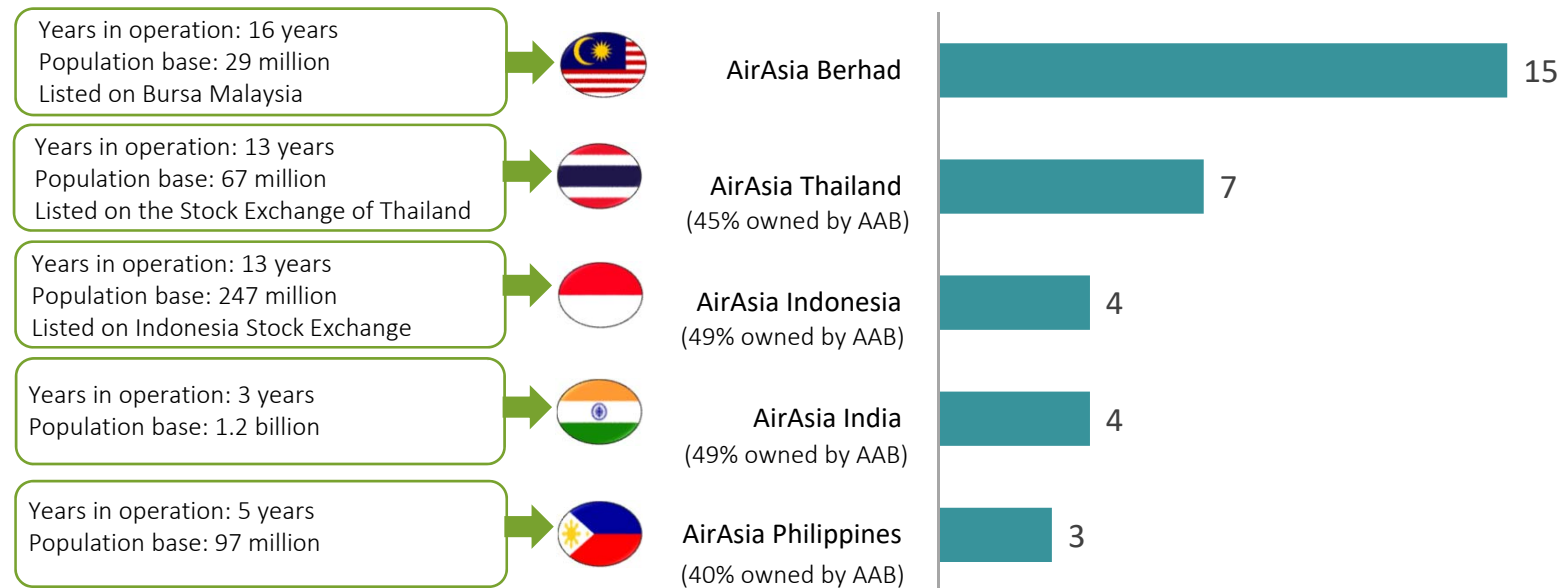 Years in operation: 16 years
Population base: 29 million
Listed on Bursa Malaysia
AirAsia Berhad
15
Years in operation: 13 years
Population base: 67 million
Listed on the Stock Exchange of Thailand
AirAsia Thailand
(45% owned by AAB)
7
Years in operation: 13 years
Population base: 247 million
Listed on Indonesia Stock Exchange
AirAsia Indonesia
(49% owned by AAB)
4
Years in operation: 3 years
Population base: 1.2 billion
AirAsia India
(49% owned by AAB)
4
Years in operation: 5 years
Population base: 97 million
AirAsia Philippines
(40% owned by AAB)
3